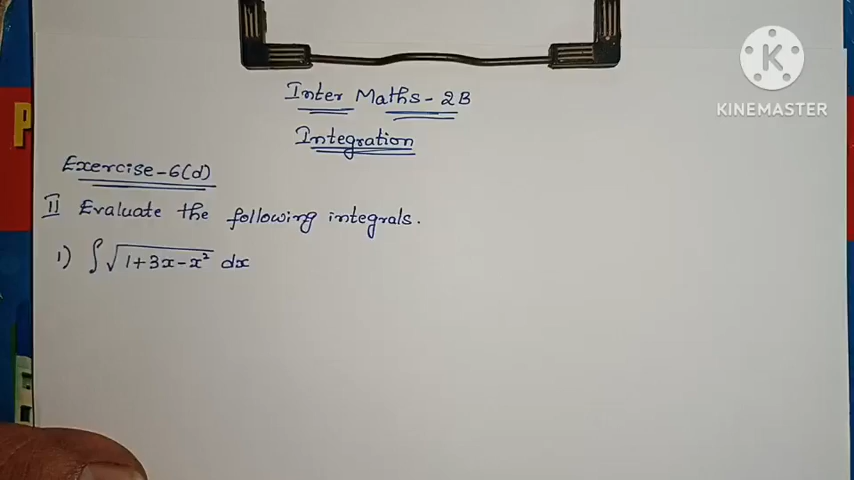 KINEMASTER
Inter Maths - 2B
Integration
Exercise-6(d)
II Evaluate the following integrals.
1) ∫√(1+3x-x²) dx